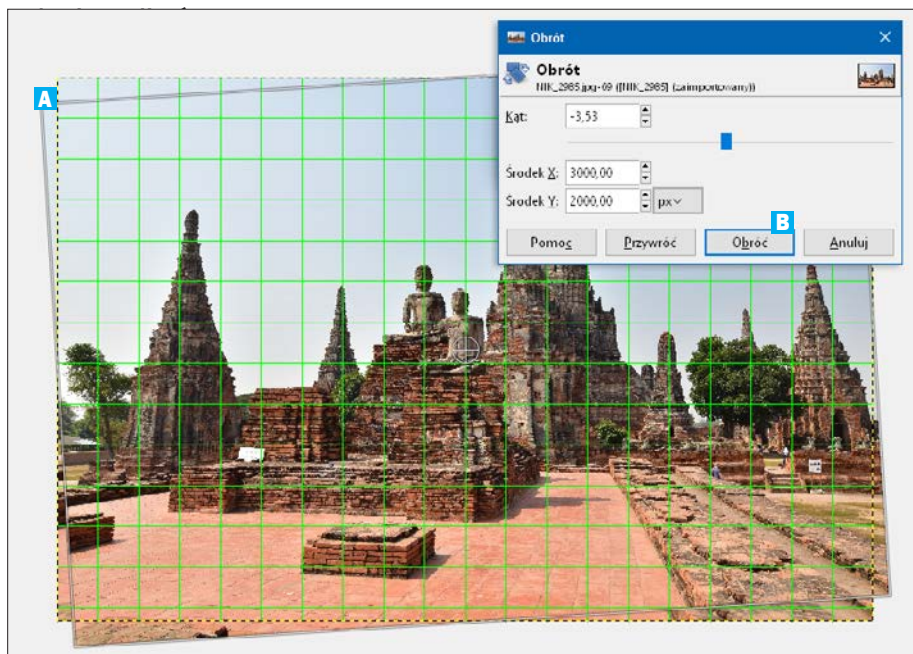 Obrót
Obrót
NIK_2985.jpg-69 ([NIK_2985] (zaimportowany))
Kąt: -3,53
Środek X: 3000,00
Środek Y: 2000,00 px
Pomoc Przywróć Obróć Anuluj
A
B